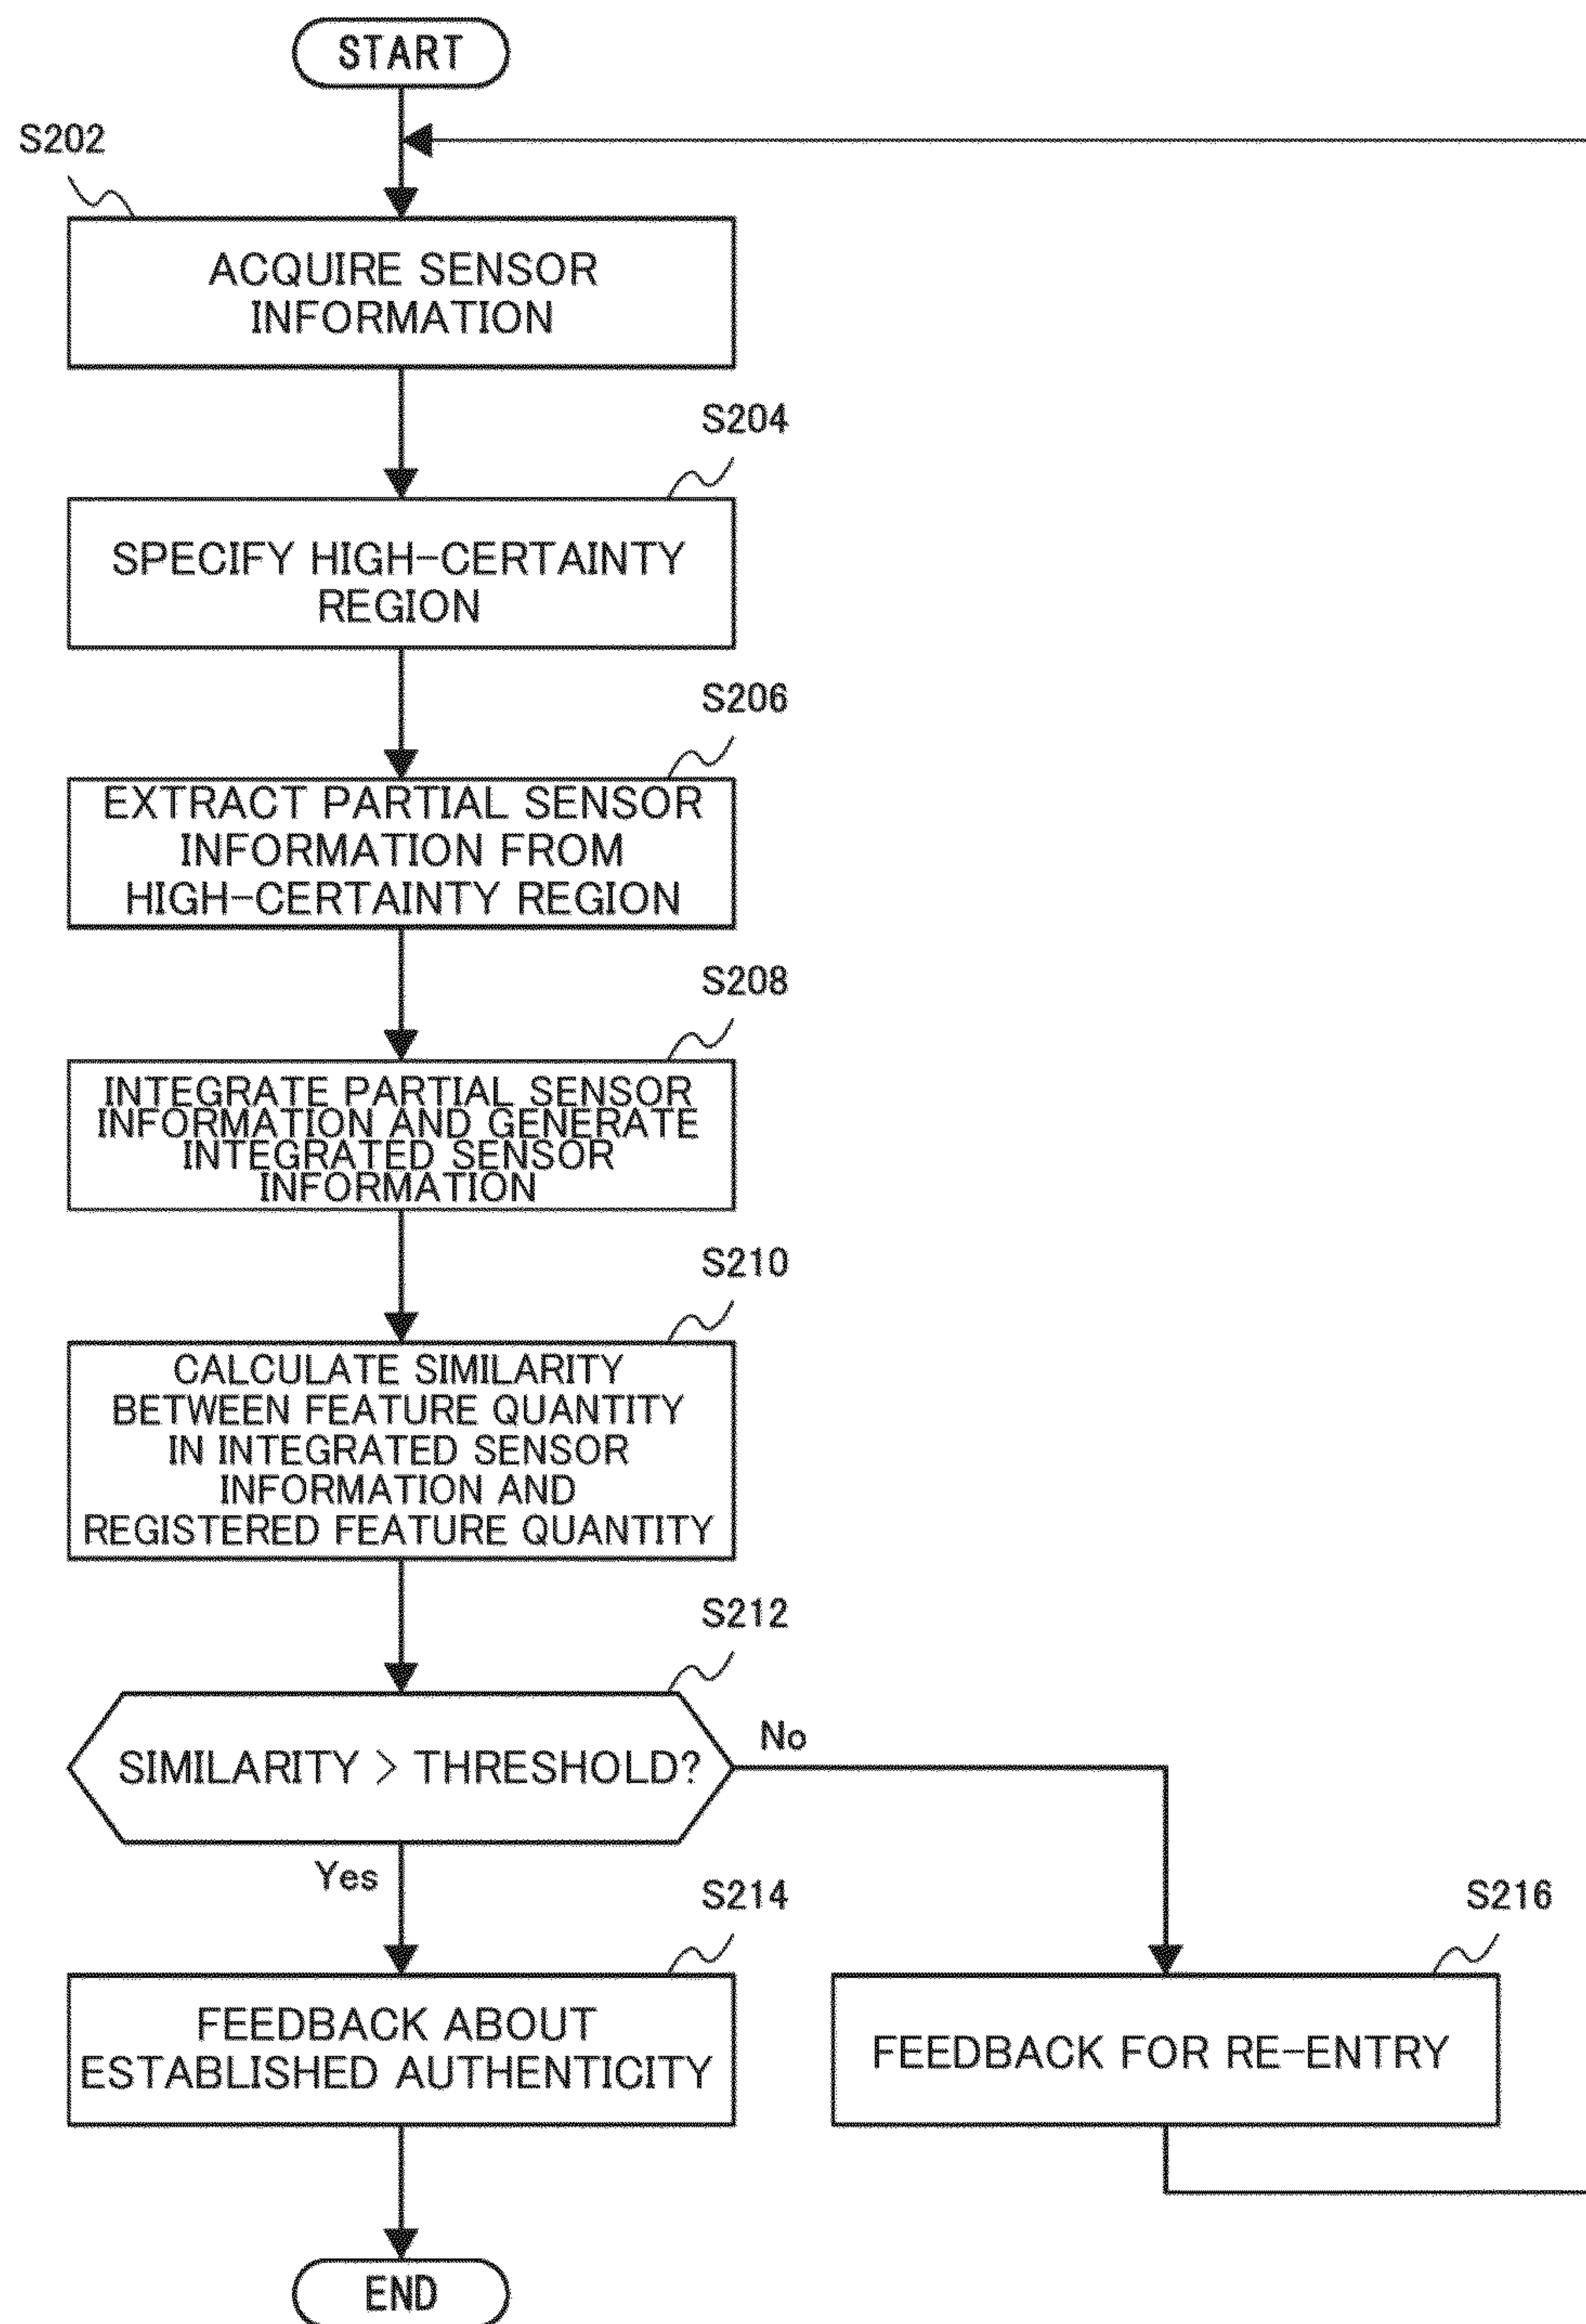 START
S202
ACQUIRE SENSOR
INFORMATION
S204
SPECIFY HIGH-CERTAINTY
REGION
S206
EXTRACT PARTIAL SENSOR
INFORMATION FROM
HIGH-CERTAINTY REGION
S208
INTEGRATE PARTIAL SENSOR
INFORMATION AND GENERATE
INTEGRATED SENSOR
INFORMATION
S210
CALCULATE SIMILARITY
BETWEEN FEATURE QUANTITY
IN INTEGRATED SENSOR
INFORMATION AND
REGISTERED FEATURE QUANTITY
S212
SIMILARITY > THRESHOLD?
No
Yes
S214
FEEDBACK ABOUT
ESTABLISHED AUTHENTICITY
S216
FEEDBACK FOR RE-ENTRY
END